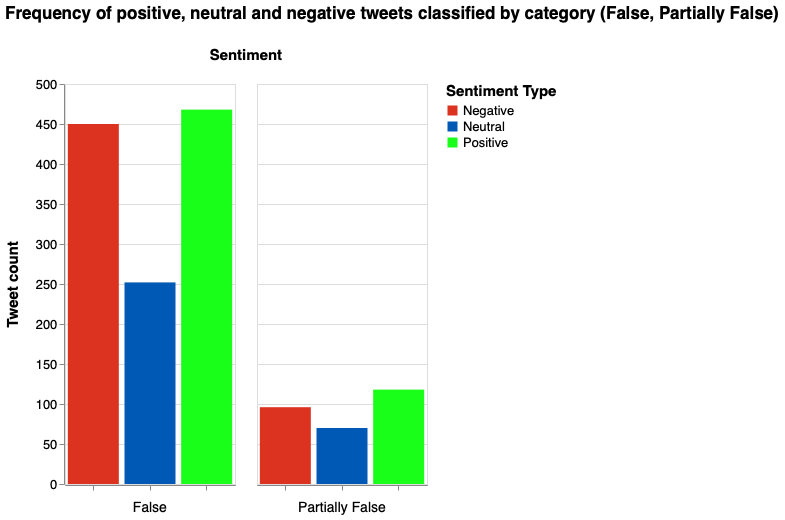 Frequency of positive, neutral and negative tweets classified by category (False, Partially False)
Sentiment
Sentiment Type
Negative
Neutral
Positive
Tweet count
500
450
400
350
300
250
200
150
100
50
0
False
Partially False